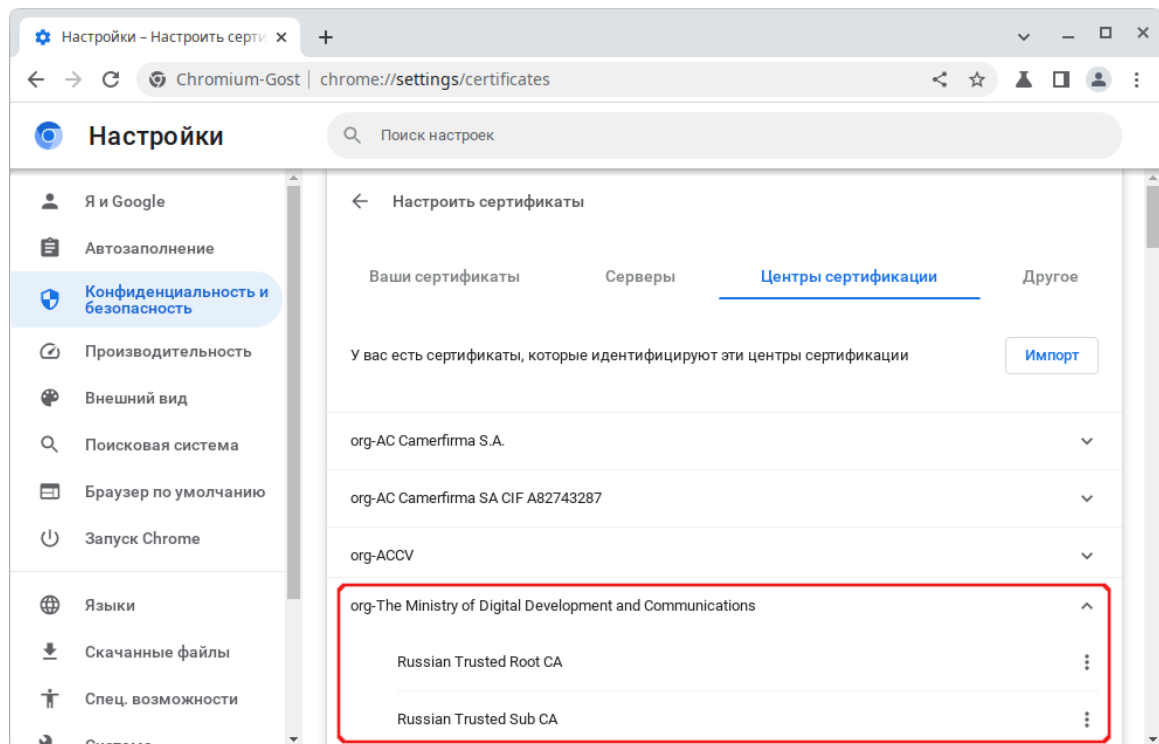 Настройки – Настроить серти
Chromium-Gost | chrome://settings/certificates
Настройки
Поиск настроек
Я и Google
Автозаполнение
Конфиденциальность и
безопасность
Производительность
Внешний вид
Поисковая система
Браузер по умолчанию
Запуск Chrome
Языки
Скачанные файлы
Спец. возможности
Система
Настроить сертификаты
Ваши сертификаты Серверы Центры сертификации Другое
У вас есть сертификаты, которые идентифицируют эти центры сертификации
Импорт
org-AC Camerfirma S.A.
org-AC Camerfirma SA CIF A82743287
org-ACCV
org-The Ministry of Digital Development and Communications
Russian Trusted Root CA
Russian Trusted Sub CA